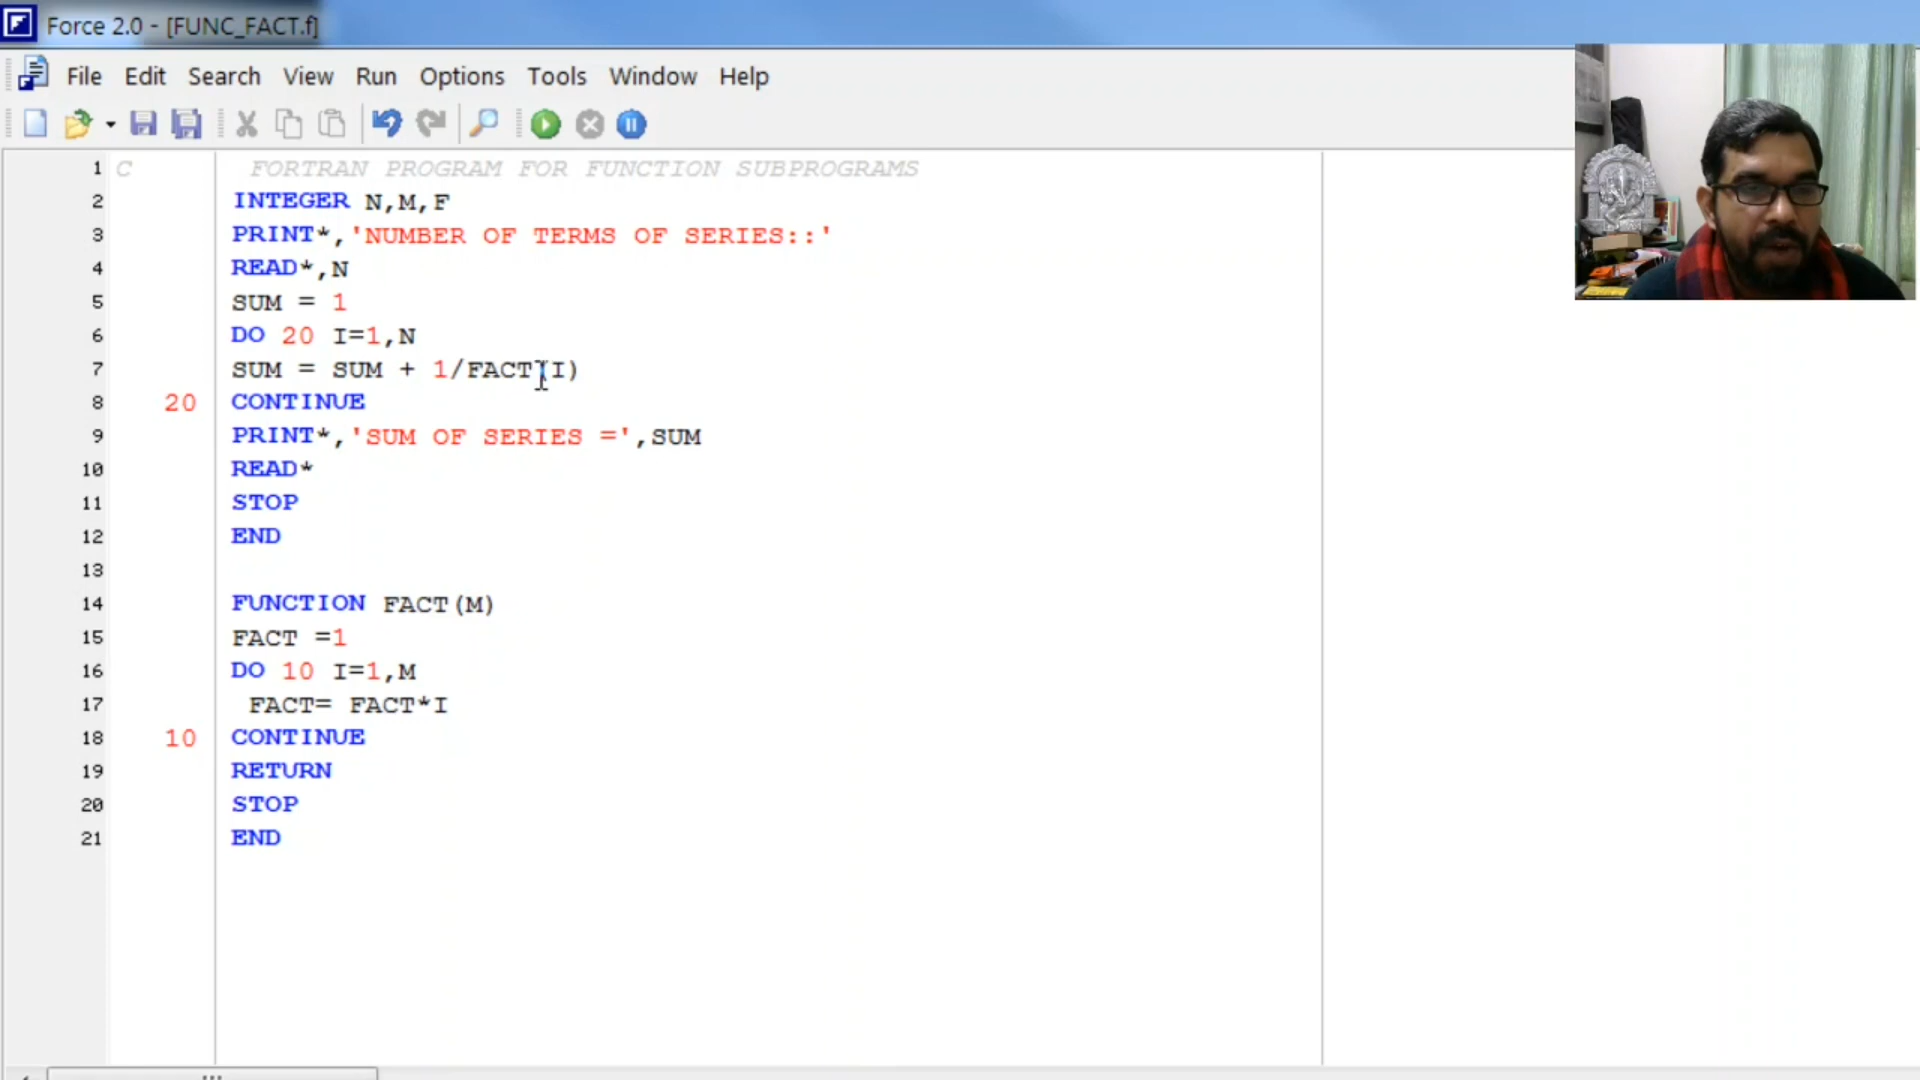 Force 2.0 - [FUNC_FACT.f]
File Edit Search View Run Options Tools Window Help
1 C FORTRAN PROGRAM FOR FUNCTION SUBPROGRAMS
2 INTEGER N,M,F
3 PRINT*,'NUMBER OF TERMS OF SERIES::'
4 READ*,N
5 SUM = 1
6 DO 20 I=1,N
7 SUM = SUM + 1/FACT(I)
8 20 CONTINUE
9 PRINT*,'SUM OF SERIES =',SUM
10 READ*
11 STOP
12 END
13
14 FUNCTION FACT(M)
15 FACT =1
16 DO 10 I=1,M
17 FACT= FACT*I
18 10 CONTINUE
19 RETURN
20 STOP
21 END